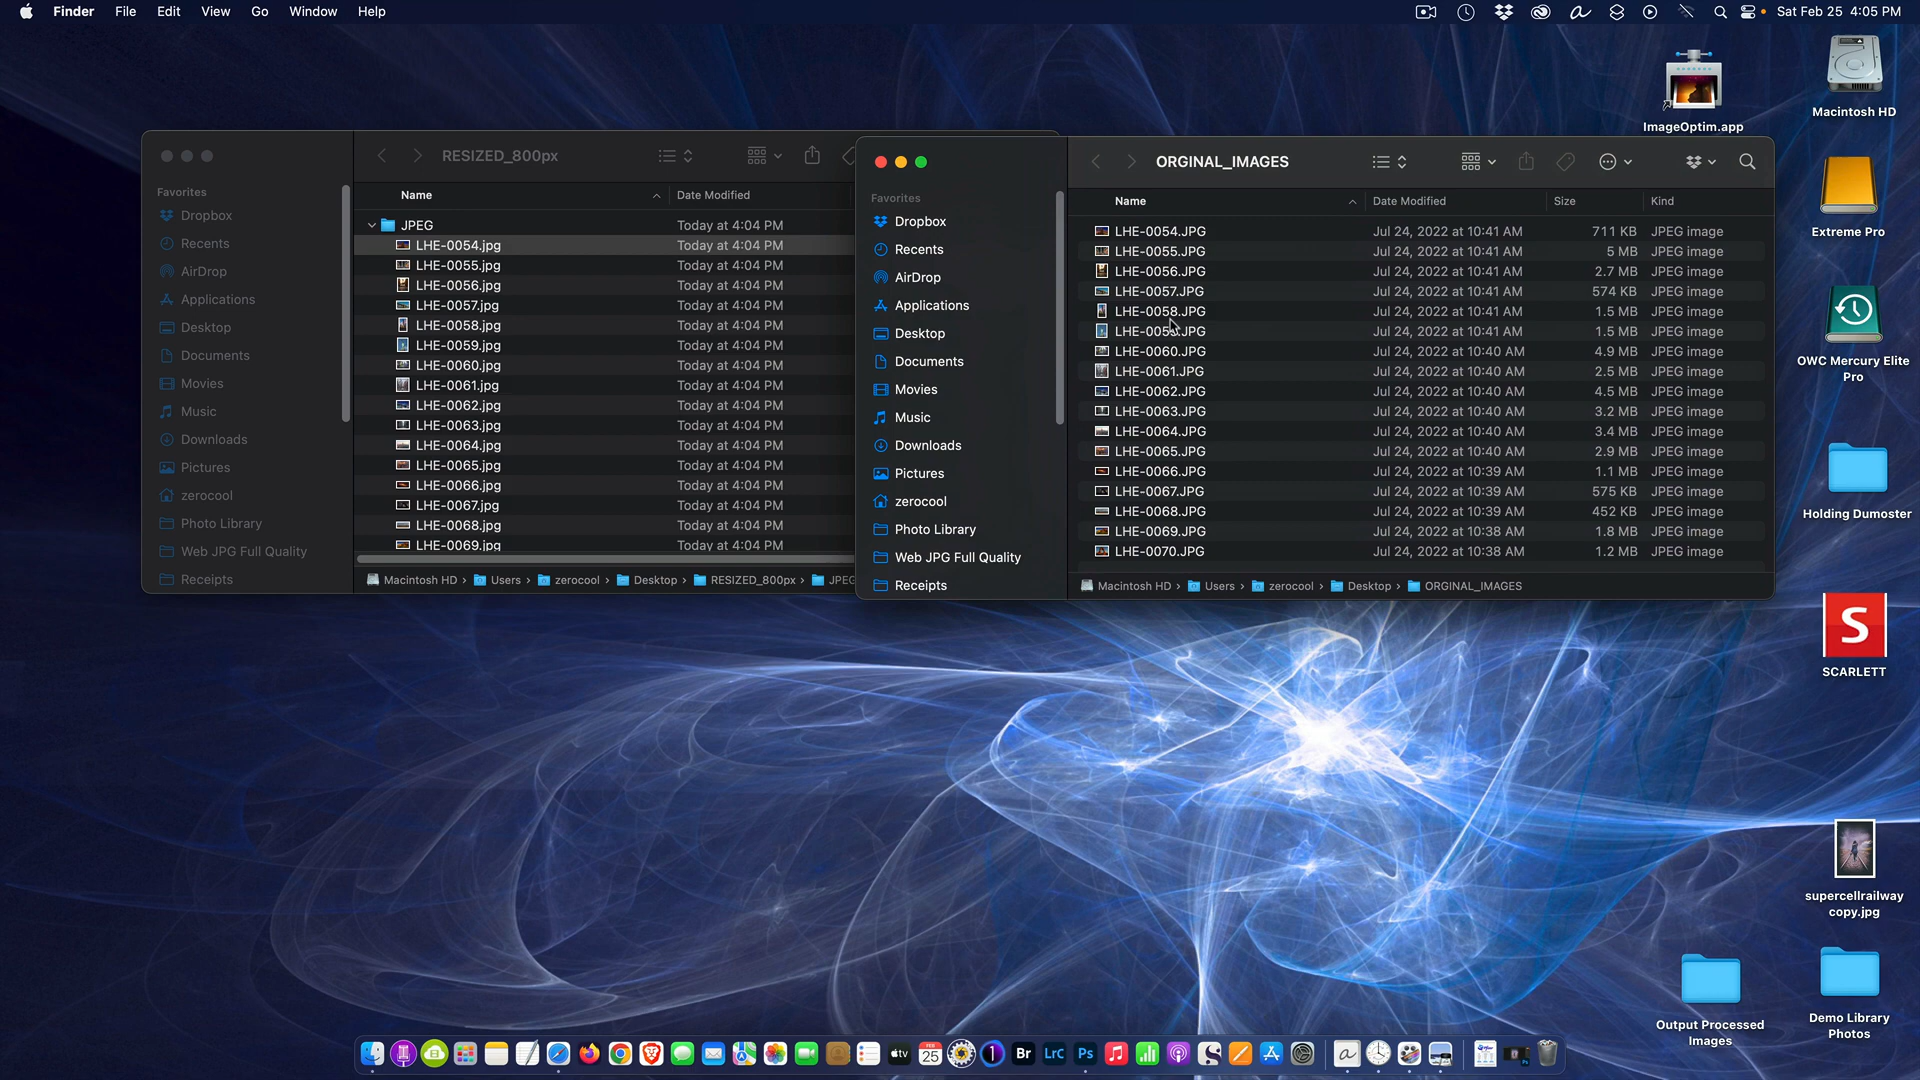 Finder File Edit View Go Window Help
Sat Feb 25 4:05 PM
RESIZED_800px
Favorites
Dropbox
Recents
AirDrop
Applications
Desktop
Documents
Movies
Music
Downloads
Pictures
zerocool
Photo Library
Web JPG Full Quality
Receipts
Name Date Modified
JPEG Today at 4:04 PM
LHE-0054.jpg Today at 4:04 PM
LHE-0055.jpg Today at 4:04 PM
LHE-0056.jpg Today at 4:04 PM
LHE-0057.jpg Today at 4:04 PM
LHE-0058.jpg Today at 4:04 PM
LHE-0059.jpg Today at 4:04 PM
LHE-0060.jpg Today at 4:04 PM
LHE-0061.jpg Today at 4:04 PM
LHE-0062.jpg Today at 4:04 PM
LHE-0063.jpg Today at 4:04 PM
LHE-0064.jpg Today at 4:04 PM
LHE-0065.jpg Today at 4:04 PM
LHE-0066.jpg Today at 4:04 PM
LHE-0067.jpg Today at 4:04 PM
LHE-0068.jpg Today at 4:04 PM
LHE-0069.jpg Today at 4:04 PM
Macintosh HD › Users › zerocool › Desktop › RESIZED_800px › JPEG
ORGINAL_IMAGES
Favorites
Dropbox
Recents
AirDrop
Applications
Desktop
Documents
Movies
Music
Downloads
Pictures
zerocool
Photo Library
Web JPG Full Quality
Receipts
Name Date Modified Size Kind
LHE-0054.JPG Jul 24, 2022 at 10:41 AM 711 KB JPEG image
LHE-0055.JPG Jul 24, 2022 at 10:41 AM 5 MB JPEG image
LHE-0056.JPG Jul 24, 2022 at 10:41 AM 2.7 MB JPEG image
LHE-0057.JPG Jul 24, 2022 at 10:41 AM 574 KB JPEG image
LHE-0058.JPG Jul 24, 2022 at 10:41 AM 1.5 MB JPEG image
LHE-0059.JPG Jul 24, 2022 at 10:41 AM 1.5 MB JPEG image
LHE-0060.JPG Jul 24, 2022 at 10:40 AM 4.9 MB JPEG image
LHE-0061.JPG Jul 24, 2022 at 10:40 AM 2.5 MB JPEG image
LHE-0062.JPG Jul 24, 2022 at 10:40 AM 4.5 MB JPEG image
LHE-0063.JPG Jul 24, 2022 at 10:40 AM 3.2 MB JPEG image
LHE-0064.JPG Jul 24, 2022 at 10:40 AM 3.4 MB JPEG image
LHE-0065.JPG Jul 24, 2022 at 10:40 AM 2.9 MB JPEG image
LHE-0066.JPG Jul 24, 2022 at 10:39 AM 1.1 MB JPEG image
LHE-0067.JPG Jul 24, 2022 at 10:39 AM 575 KB JPEG image
LHE-0068.JPG Jul 24, 2022 at 10:39 AM 452 KB JPEG image
LHE-0069.JPG Jul 24, 2022 at 10:38 AM 1.8 MB JPEG image
LHE-0070.JPG Jul 24, 2022 at 10:38 AM 1.2 MB JPEG image
Macintosh HD › Users › zerocool › Desktop › ORGINAL_IMAGES
ImageOptim.app
Macintosh HD
Extreme Pro
OWC Mercury Elite
Pro
Holding Dumoster
S
SCARLETT
supercellrailway
copy.jpg
Output Processed
Images
Demo Library
Photos
tv FEB 25 1 Br LrC Ps